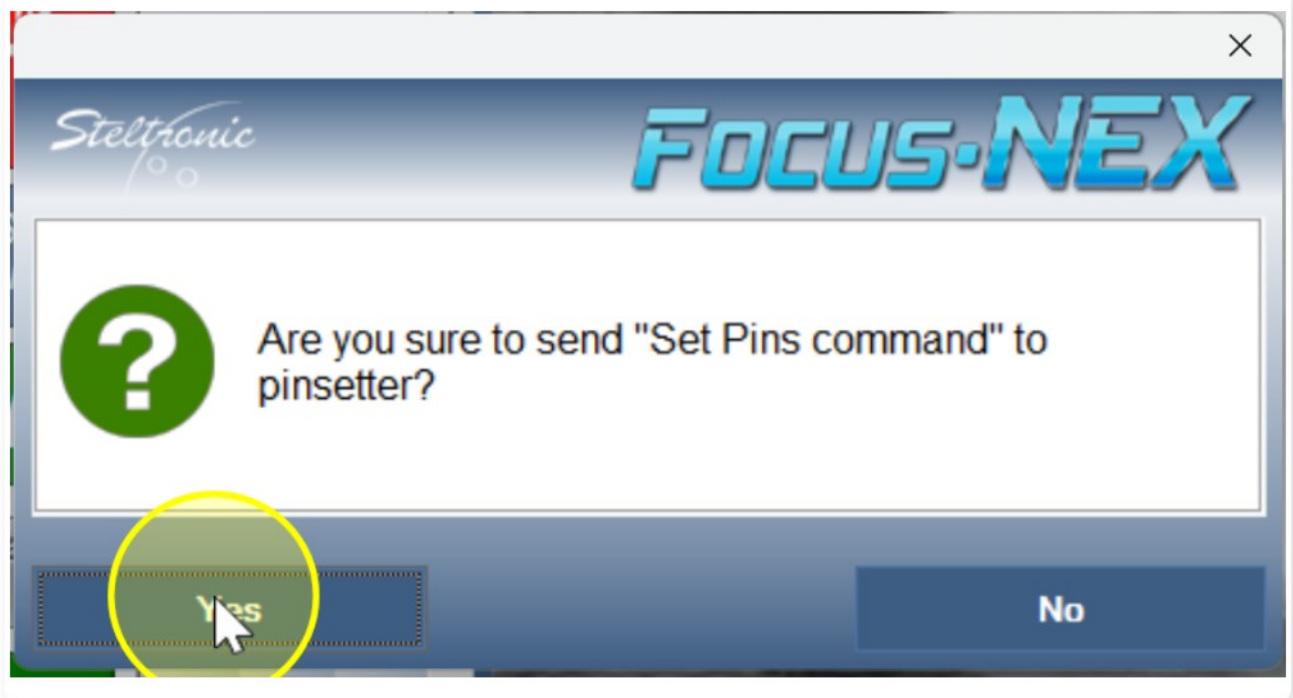 Steltronic
Focus•NEX
Are you sure to send "Set Pins command" to
pinsetter?
Yes
No